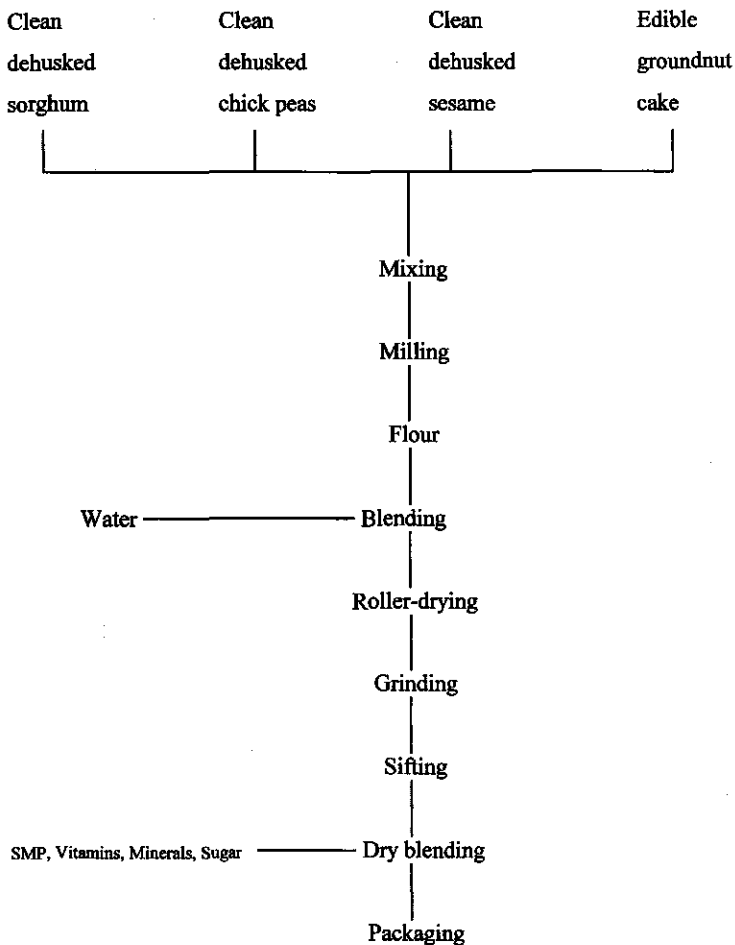 Clean
dehusked
sorghum
Clean
dehusked
chick peas
Clean
dehusked
sesame
Edible
groundnut
cake
Mixing
Milling
Flour
Water
Blending
Roller-drying
Grinding
Sifting
SMP, Vitamins, Minerals, Sugar
Dry blending
Packaging